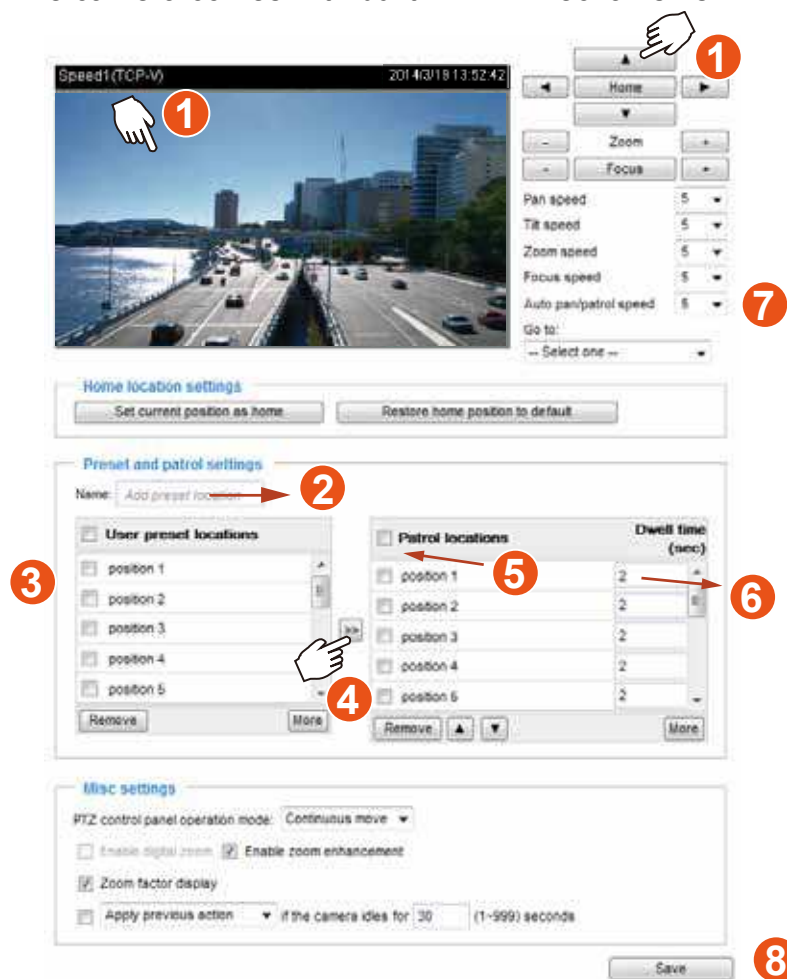 Speed1(TCP-V) 2014/3/19 13:52:42
1
▲
1
◄ Home ►
▼
- Zoom +
- Focus +
Pan speed 5
Tilt speed 5
Zoom speed 5
Focus speed 5
Auto pan/patrol speed 5
7
Go to:
-- Select one --
Home location settings
Set current position as home Restore home position to default
Preset and patrol settings
Name: Add preset location
2
User preset locations
position 1
position 2
position 3
position 4
position 5
Remove More
3
>>
4
Patrol locations Dwell time (sec)
5
position 1 2
6
position 2 2
position 3 2
position 4 2
position 5 2
Remove ▲ ▼ More
Misc settings
PTZ control panel operation mode: Continuous move
Enable digital zoom Enable zoom enhancement
Zoom factor display
Apply previous action if the camera idles for 30 (1~999) seconds
Save
8